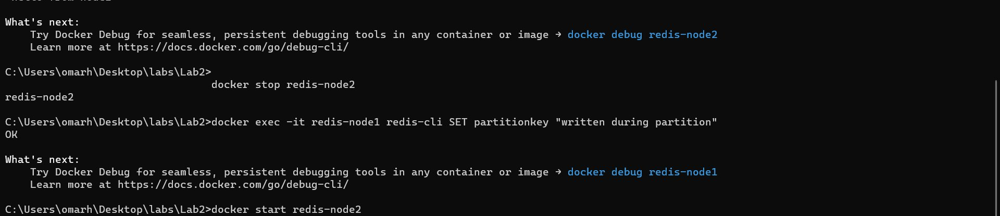 What's next:
Try Docker Debug for seamless, persistent debugging tools in any container or image → docker debug redis-node2
Learn more at https://docs.docker.com/go/debug-cli/
C:\Users\omarh\Desktop\labs\Lab2>
docker stop redis-node2
redis-node2
C:\Users\omarh\Desktop\labs\Lab2>docker exec -it redis-node1 redis-cli SET partitionkey "written during partition"
OK
What's next:
Try Docker Debug for seamless, persistent debugging tools in any container or image → docker debug redis-node1
Learn more at https://docs.docker.com/go/debug-cli/
C:\Users\omarh\Desktop\labs\Lab2>docker start redis-node2